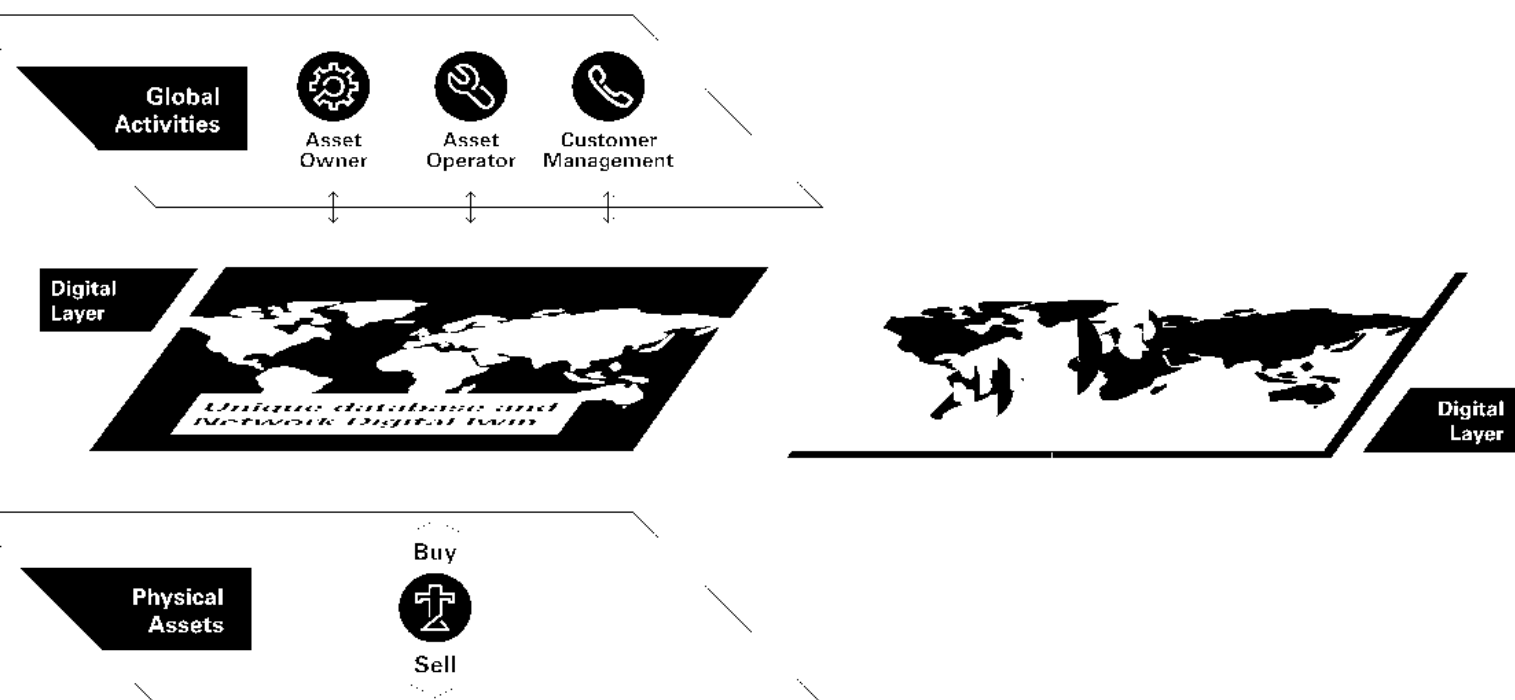 Global
Activities
Asset
Owner
Asset
Operator
Customer
Management
Digital
Layer
Unique database and
Network Digital Twin
Digital
Layer
Buy
Physical
Assets
Sell